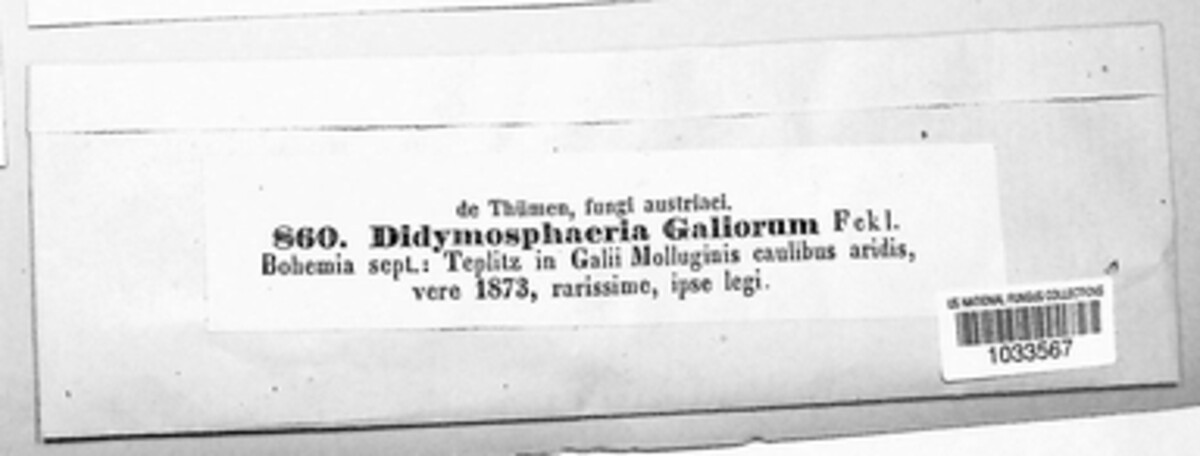 de Thümen, fungi austriaci.
860. Didymosphaeria Galiorum Fckl.
Bohemia sept.: Teplitz in Galii Molluginis caulibus aridis,
vere 1873, rarissime, ipse legi.
US NATIONAL FUNGUS COLLECTIONS
1033567